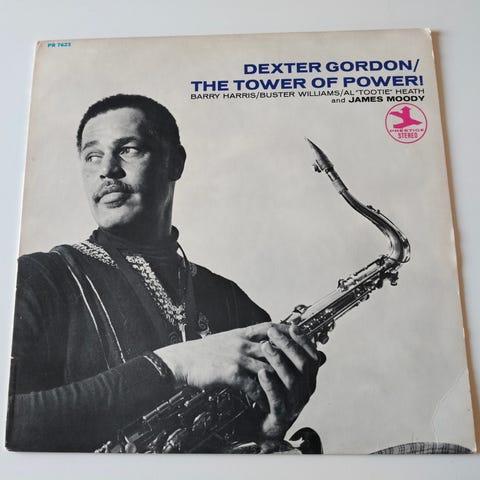 PR 7623
DEXTER GORDON/
THE TOWER OF POWER!
BARRY HARRIS/BUSTER WILLIAMS/AL "TOOTIE" HEATH
and JAMES MOODY
PRESTIGE
STEREO